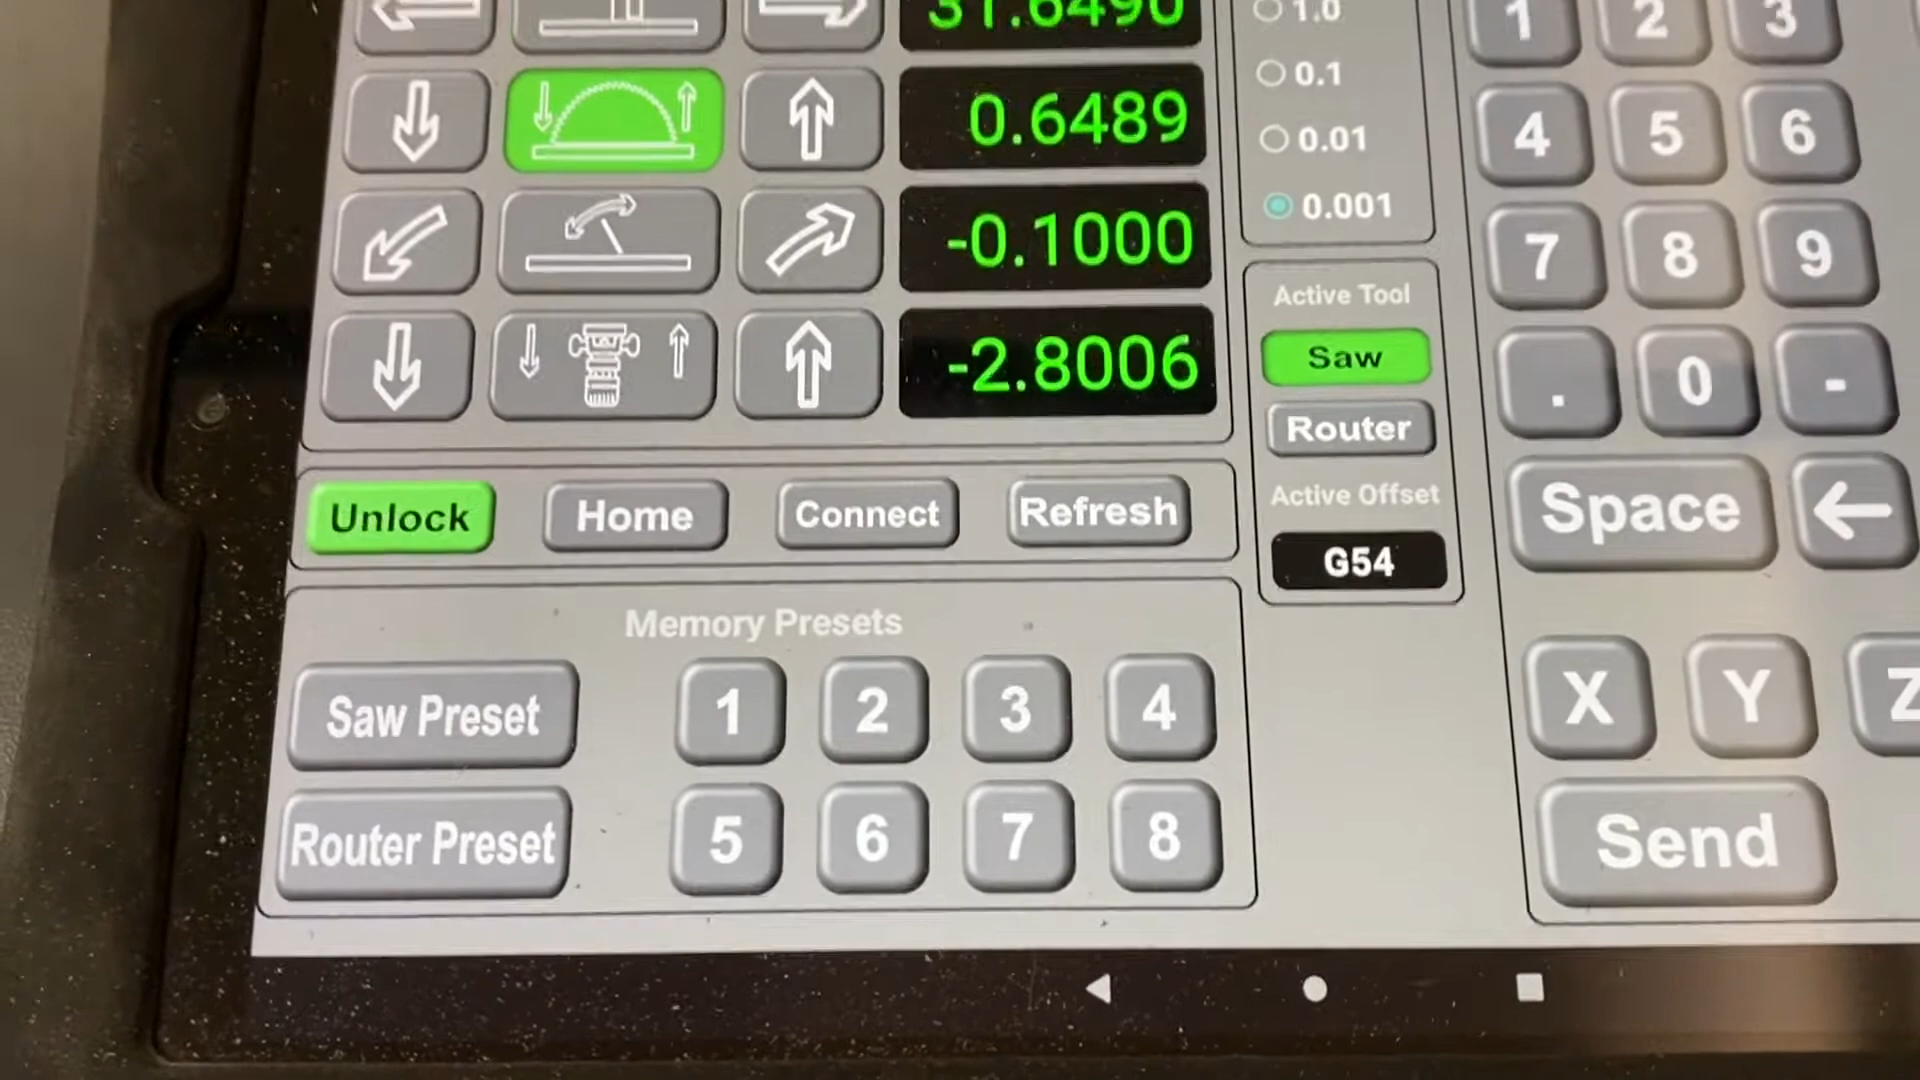 31.6490
1.0
1 2 3
0.6489
0.1
4 5 6
0.01
-0.1000
0.001
7 8 9
Active Tool
-2.8006
Saw
. 0 -
Router
Unlock Home Connect Refresh
Active Offset
Space
G54
Memory Presets
Saw Preset 1 2 3 4
X Y Z
Router Preset 5 6 7 8
Send